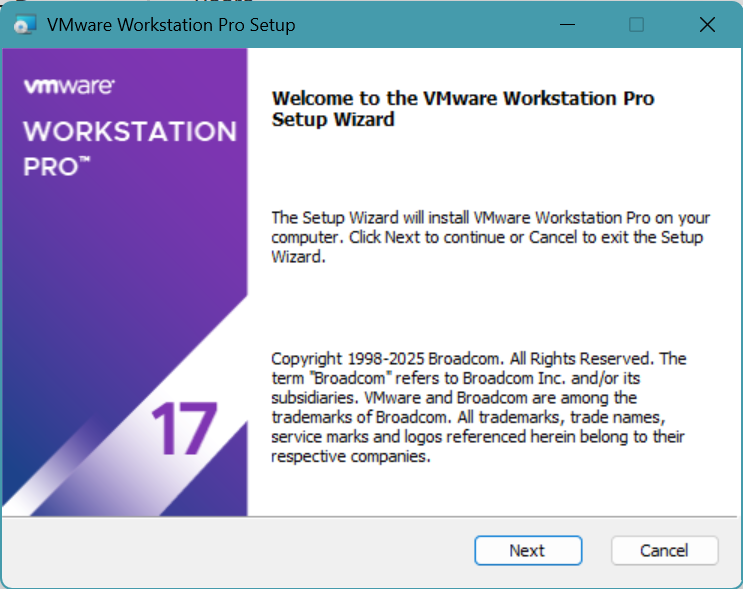 VMware Workstation Pro Setup
vmware®
WORKSTATION
PRO™
17
Welcome to the VMware Workstation Pro
Setup Wizard
The Setup Wizard will install VMware Workstation Pro on your
computer. Click Next to continue or Cancel to exit the Setup
Wizard.
Copyright 1998-2025 Broadcom. All Rights Reserved. The
term "Broadcom" refers to Broadcom Inc. and/or its
subsidiaries. VMware and Broadcom are among the
trademarks of Broadcom. All trademarks, trade names,
service marks and logos referenced herein belong to their
respective companies.
Next
Cancel